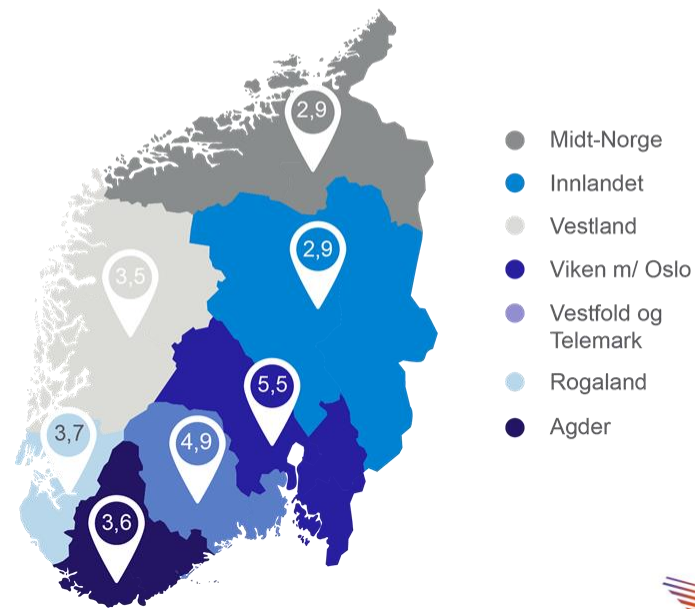 2,9
2,9
3,5
5,5
3,7
4,9
3,6
Midt-Norge
Innlandet
Vestland
Viken m/ Oslo
Vestfold og
Telemark
Rogaland
Agder